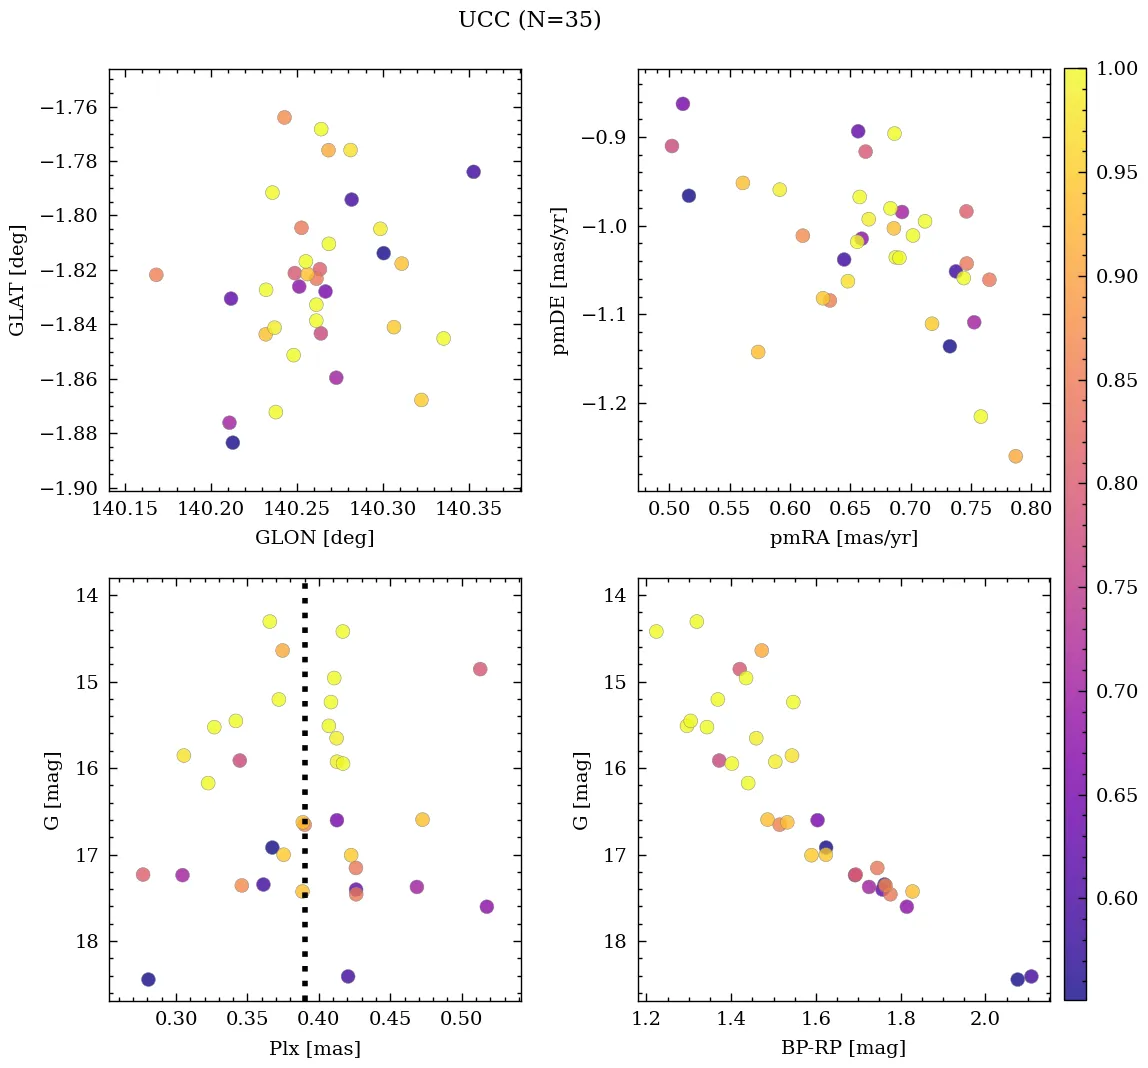 UCC (N=35)
−1.76
−1.78
−1.80
−1.82
−1.84
−1.86
−1.88
−1.90
GLAT [deg]
140.15 140.20 140.25 140.30 140.35
GLON [deg]
−0.9
−1.0
−1.1
−1.2
pmDE [mas/yr]
0.50 0.55 0.60 0.65 0.70 0.75 0.80
pmRA [mas/yr]
14
15
16
17
18
G [mag]
0.30 0.35 0.40 0.45 0.50
Plx [mas]
14
15
16
17
18
G [mag]
1.2 1.4 1.6 1.8 2.0
BP-RP [mag]
1.00
0.95
0.90
0.85
0.80
0.75
0.70
0.65
0.60